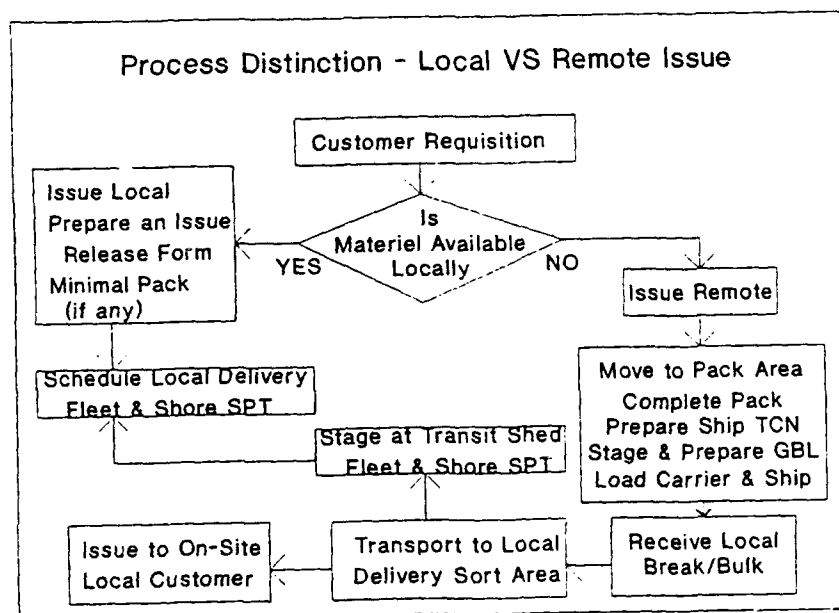 Process Distinction - Local VS Remote Issue
Customer Requisition
Is
Materiel Available
Locally
YES
NO
Issue Local
Prepare an Issue
Release Form
Minimal Pack
(if any)
Schedule Local Delivery
Fleet & Shore SPT
Issue Remote
Move to Pack Area
Complete Pack
Prepare Ship TCN
Stage & Prepare GBL
Load Carrier & Ship
Receive Local
Break/Bulk
Transport to Local
Delivery Sort Area
Stage at Transit Shed
Fleet & Shore SPT
Issue to On-Site
Local Customer